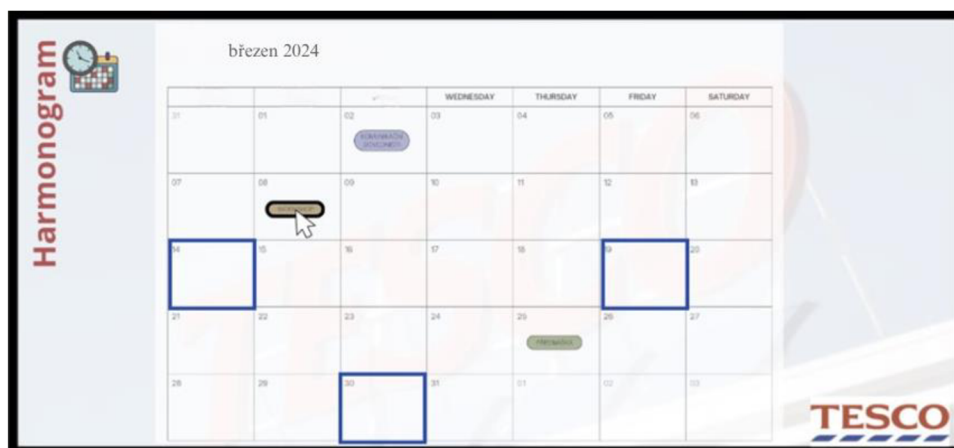 Harmonogram
březen 2024
WEDNESDAY THURSDAY FRIDAY SATURDAY
31 01 02 03 04 05 06
WORKSHOP
07 08 09 10 11 12 13
14 15 16 17 18 19 20
21 22 23 24 25 26 27
28 29 30 31 01 02 03
TESCO